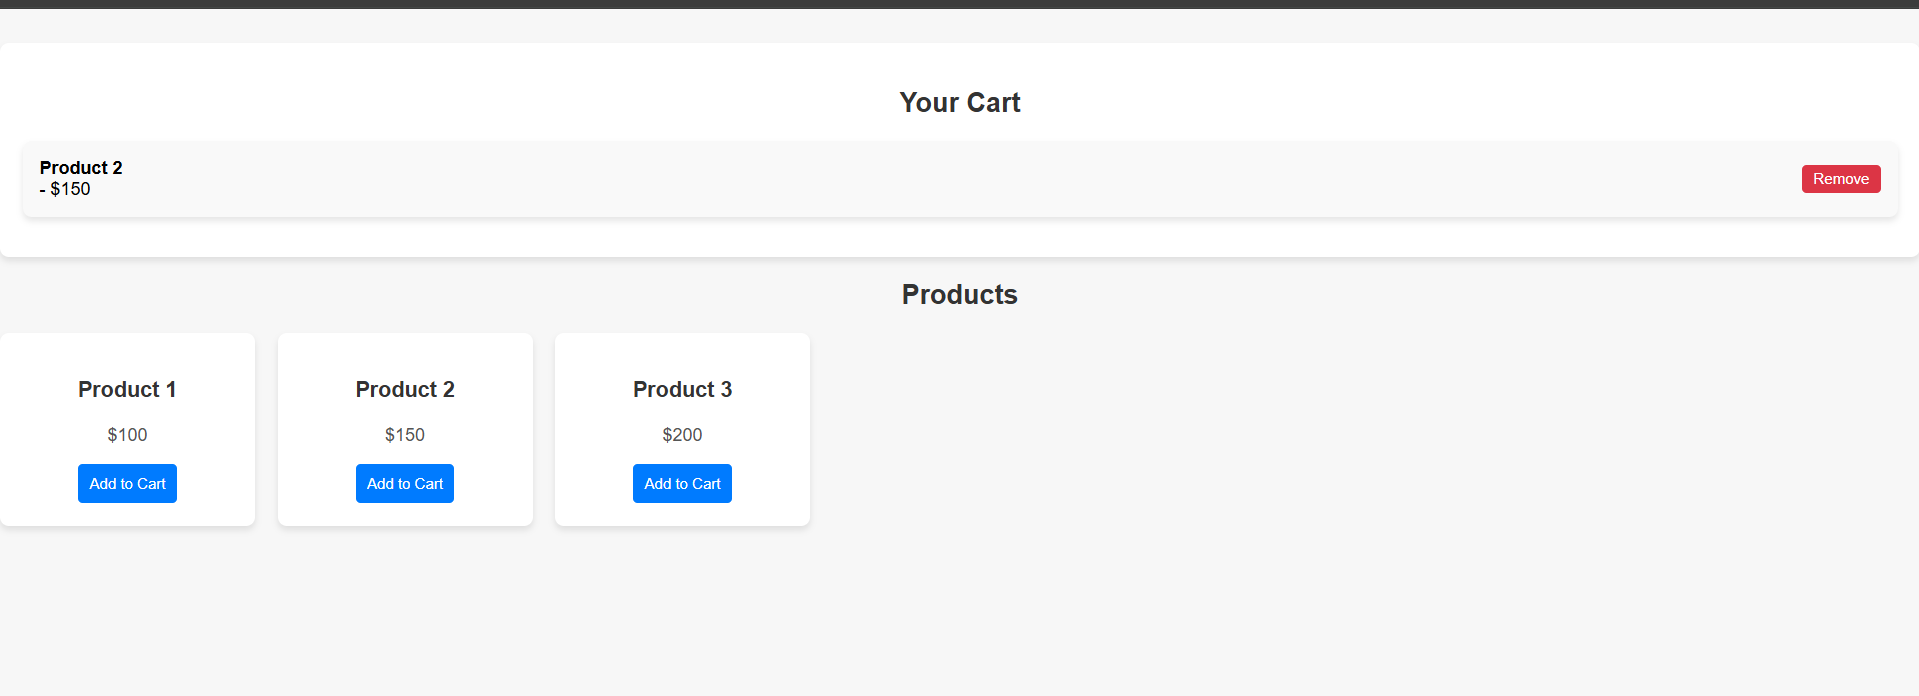 Your Cart
Product 2
- $150
Remove
Products
Product 1
$100
Add to Cart
Product 2
$150
Add to Cart
Product 3
$200
Add to Cart